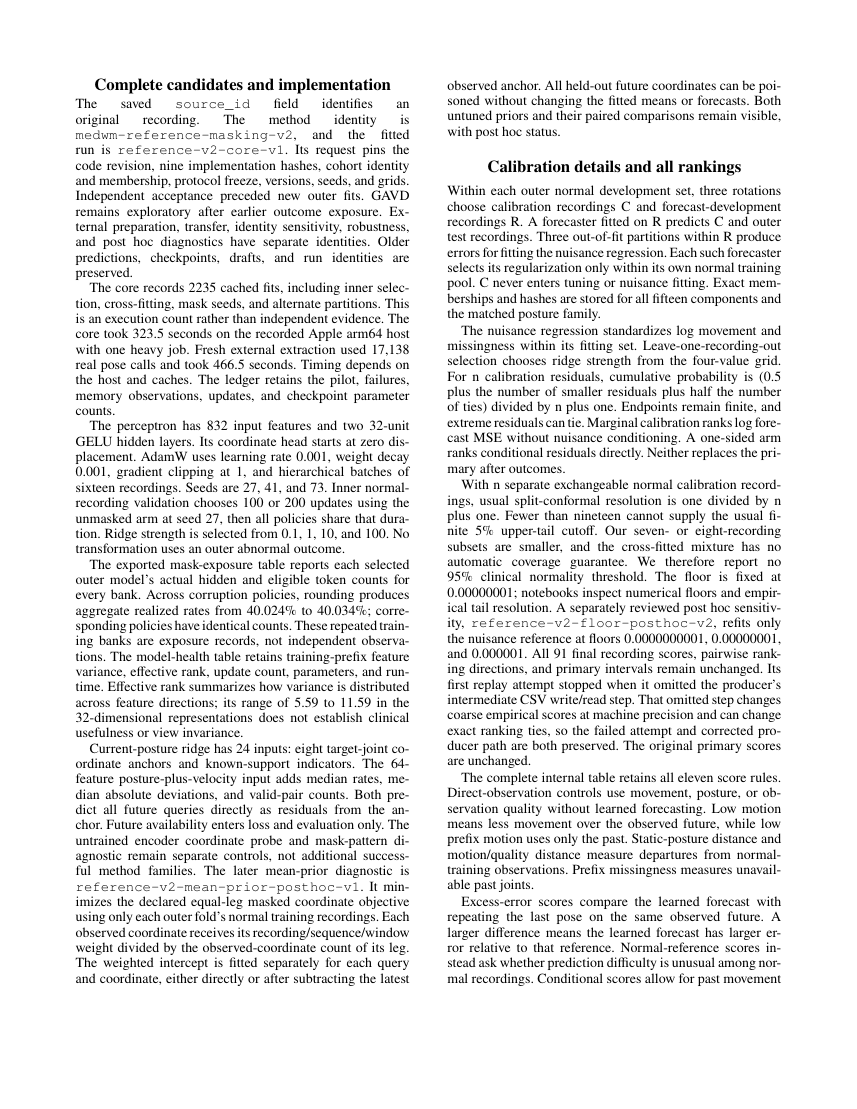 Complete candidates and implementation
The saved source_id field identifies an
original recording. The method identity is
medwm-reference-masking-v2, and the fitted
run is reference-v2-core-v1. Its request pins the
code revision, nine implementation hashes, cohort identity
and membership, protocol freeze, versions, seeds, and grids.
Independent acceptance preceded new outer fits. GAVD
remains exploratory after earlier outcome exposure. Ex-
ternal preparation, transfer, identity sensitivity, robustness,
and post hoc diagnostics have separate identities. Older
predictions, checkpoints, drafts, and run identities are
preserved.
The core records 2235 cached fits, including inner selec-
tion, cross-fitting, mask seeds, and alternate partitions. This
is an execution count rather than independent evidence. The
core took 323.5 seconds on the recorded Apple arm64 host
with one heavy job. Fresh external extraction used 17,138
real pose calls and took 466.5 seconds. Timing depends on
the host and caches. The ledger retains the pilot, failures,
memory observations, updates, and checkpoint parameter
counts.
The perceptron has 832 input features and two 32-unit
GELU hidden layers. Its coordinate head starts at zero dis-
placement. AdamW uses learning rate 0.001, weight decay
0.001, gradient clipping at 1, and hierarchical batches of
sixteen recordings. Seeds are 27, 41, and 73. Inner normal-
recording validation chooses 100 or 200 updates using the
unmasked arm at seed 27, then all policies share that dura-
tion. Ridge strength is selected from 0.1, 1, 10, and 100. No
transformation uses an outer abnormal outcome.
The exported mask-exposure table reports each selected
outer model's actual hidden and eligible token counts for
every bank. Across corruption policies, rounding produces
aggregate realized rates from 40.024% to 40.034%; corre-
sponding policies have identical counts. These repeated train-
ing banks are exposure records, not independent observa-
tions. The model-health table retains training-prefix feature
variance, effective rank, update count, parameters, and run-
time. Effective rank summarizes how variance is distributed
across feature directions; its range of 5.59 to 11.59 in the
32-dimensional representations does not establish clinical
usefulness or view invariance.
Current-posture ridge has 24 inputs: eight target-joint co-
ordinate anchors and known-support indicators. The 64-
feature posture-plus-velocity input adds median rates, me-
dian absolute deviations, and valid-pair counts. Both pre-
dict all future queries directly as residuals from the an-
chor. Future availability enters loss and evaluation only. The
untrained encoder coordinate probe and mask-pattern di-
agnostic remain separate controls, not additional success-
ful method families. The later mean-prior diagnostic is
reference-v2-mean-prior-posthoc-v1. It min-
imizes the declared equal-leg masked coordinate objective
using only each outer fold's normal training recordings. Each
observed coordinate receives its recording/sequence/window
weight divided by the observed-coordinate count of its leg.
The weighted intercept is fitted separately for each query
and coordinate, either directly or after subtracting the latest
observed anchor. All held-out future coordinates can be poi-
soned without changing the fitted means or forecasts. Both
untuned priors and their paired comparisons remain visible,
with post hoc status.
Calibration details and all rankings
Within each outer normal development set, three rotations
choose calibration recordings C and forecast-development
recordings R. A forecaster fitted on R predicts C and outer
test recordings. Three out-of-fit partitions within R produce
errors for fitting the nuisance regression. Each such forecaster
selects its regularization only within its own normal training
pool. C never enters tuning or nuisance fitting. Exact mem-
berships and hashes are stored for all fifteen components and
the matched posture family.
The nuisance regression standardizes log movement and
missingness within its fitting set. Leave-one-recording-out
selection chooses ridge strength from the four-value grid.
For n calibration residuals, cumulative probability is (0.5
plus the number of smaller residuals plus half the number
of ties) divided by n plus one. Endpoints remain finite, and
extreme residuals can tie. Marginal calibration ranks log fore-
cast MSE without nuisance conditioning. A one-sided arm
ranks conditional residuals directly. Neither replaces the pri-
mary after outcomes.
With n separate exchangeable normal calibration record-
ings, usual split-conformal resolution is one divided by n
plus one. Fewer than nineteen cannot supply the usual fi-
nite 5% upper-tail cutoff. Our seven- or eight-recording
subsets are smaller, and the cross-fitted mixture has no
automatic coverage guarantee. We therefore report no
95% clinical normality threshold. The floor is fixed at
0.00000001; notebooks inspect numerical floors and empir-
ical tail resolution. A separately reviewed post hoc sensitiv-
ity, reference-v2-floor-posthoc-v2, refits only
the nuisance reference at floors 0.0000000001, 0.00000001,
and 0.000001. All 91 final recording scores, pairwise rank-
ing directions, and primary intervals remain unchanged. Its
first replay attempt stopped when it omitted the producer's
intermediate CSV write/read step. That omitted step changes
coarse empirical scores at machine precision and can change
exact ranking ties, so the failed attempt and corrected pro-
ducer path are both preserved. The original primary scores
are unchanged.
The complete internal table retains all eleven score rules.
Direct-observation controls use movement, posture, or ob-
servation quality without learned forecasting. Low motion
means less movement over the observed future, while low
prefix motion uses only the past. Static-posture distance and
motion/quality distance measure departures from normal-
training observations. Prefix missingness measures unavail-
able past joints.
Excess-error scores compare the learned forecast with
repeating the last pose on the same observed future. A
larger difference means the learned forecast has larger er-
ror relative to that reference. Normal-reference scores in-
stead ask whether prediction difficulty is unusual among nor-
mal recordings. Conditional scores allow for past movement